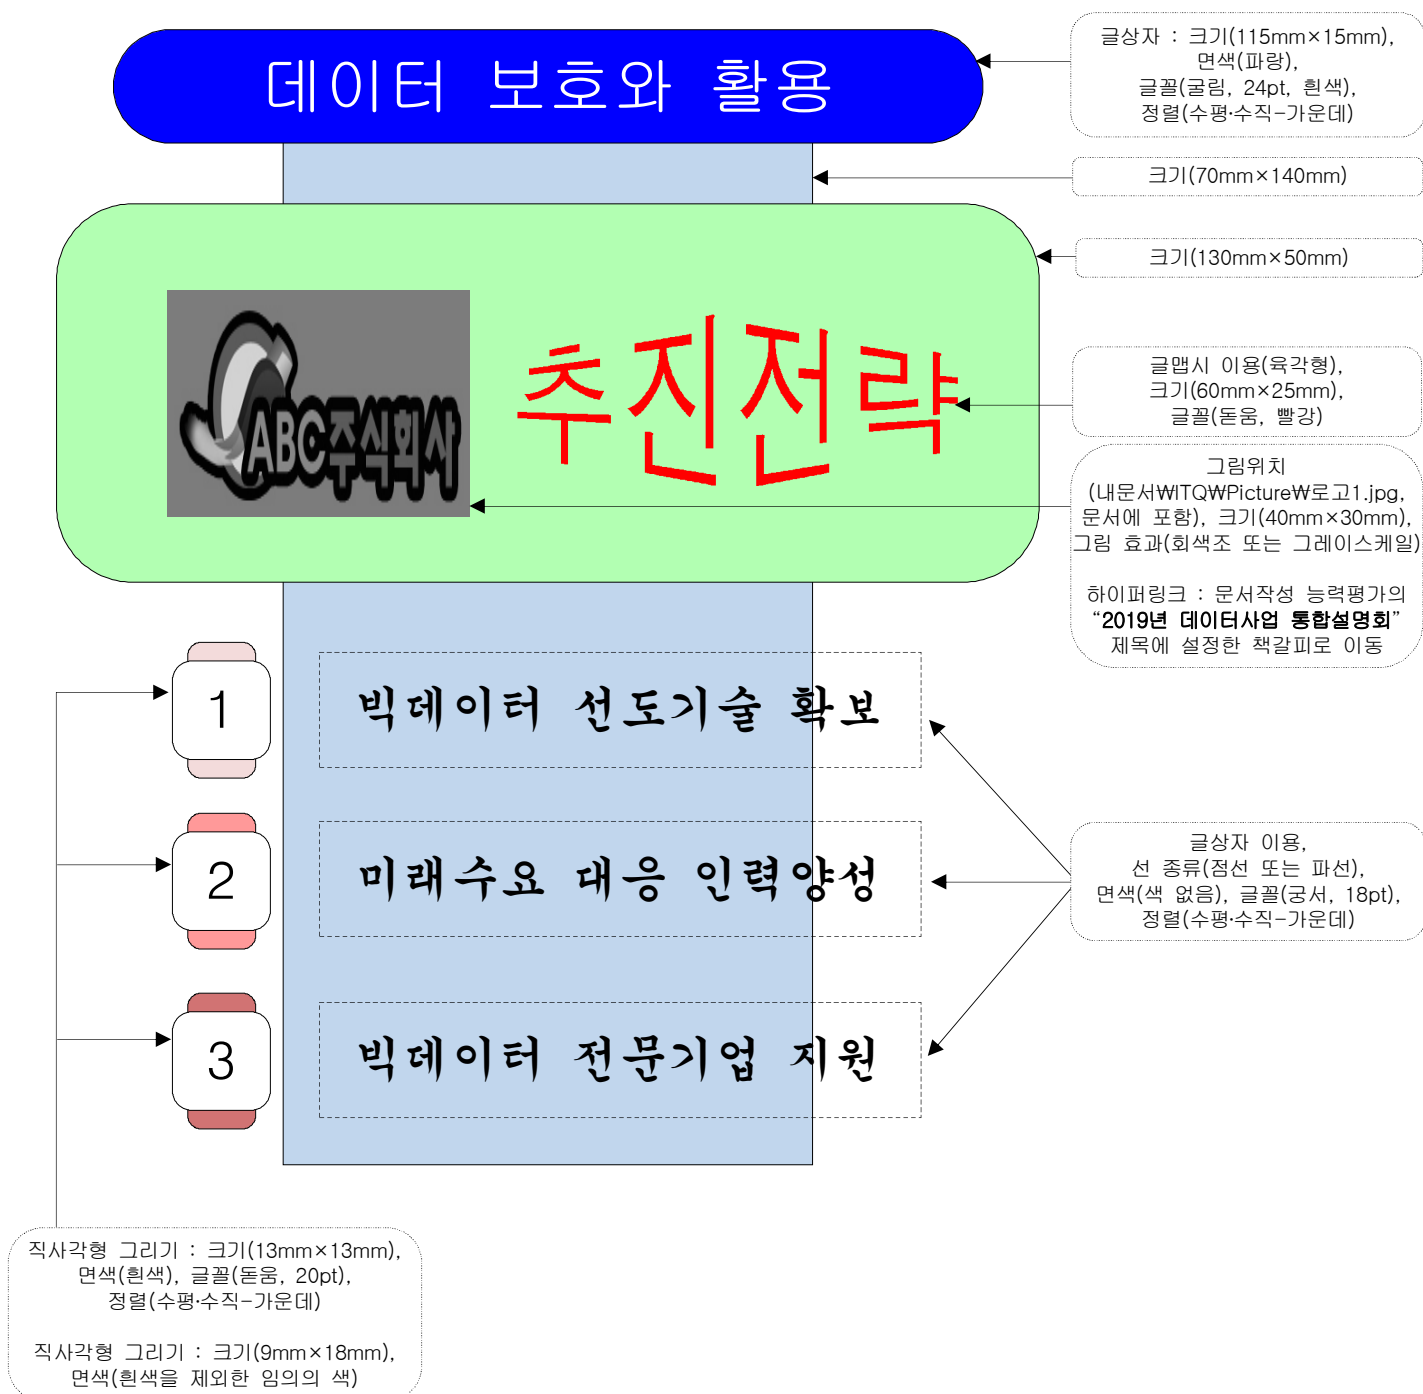 데이터 보호와 활용
글상자 : 크기(115mm×15mm),
면색(파랑),
글꼴(굴림, 24pt, 흰색),
정렬(수평·수직-가운데)
크기(70mm×140mm)
크기(130mm×50mm)
ABC주식회사
추진전략
글맵시 이용(육각형),
크기(60mm×25mm),
글꼴(돋움, 빨강)
그림위치
(내문서₩ITQ₩Picture₩로고1.jpg,
문서에 포함), 크기(40mm×30mm),
그림 효과(회색조 또는 그레이스케일)
하이퍼링크 : 문서작성 능력평가의
“2019년 데이터사업 통합설명회”
제목에 설정한 책갈피로 이동
1
빅데이터 선도기술 확보
2
미래수요 대응 인력양성
글상자 이용,
선 종류(점선 또는 파선),
면색(색 없음), 글꼴(궁서, 18pt),
정렬(수평·수직-가운데)
3
빅데이터 전문기업 지원
직사각형 그리기 : 크기(13mm×13mm),
면색(흰색), 글꼴(돋움, 20pt),
정렬(수평·수직-가운데)
직사각형 그리기 : 크기(9mm×18mm),
면색(흰색을 제외한 임의의 색)